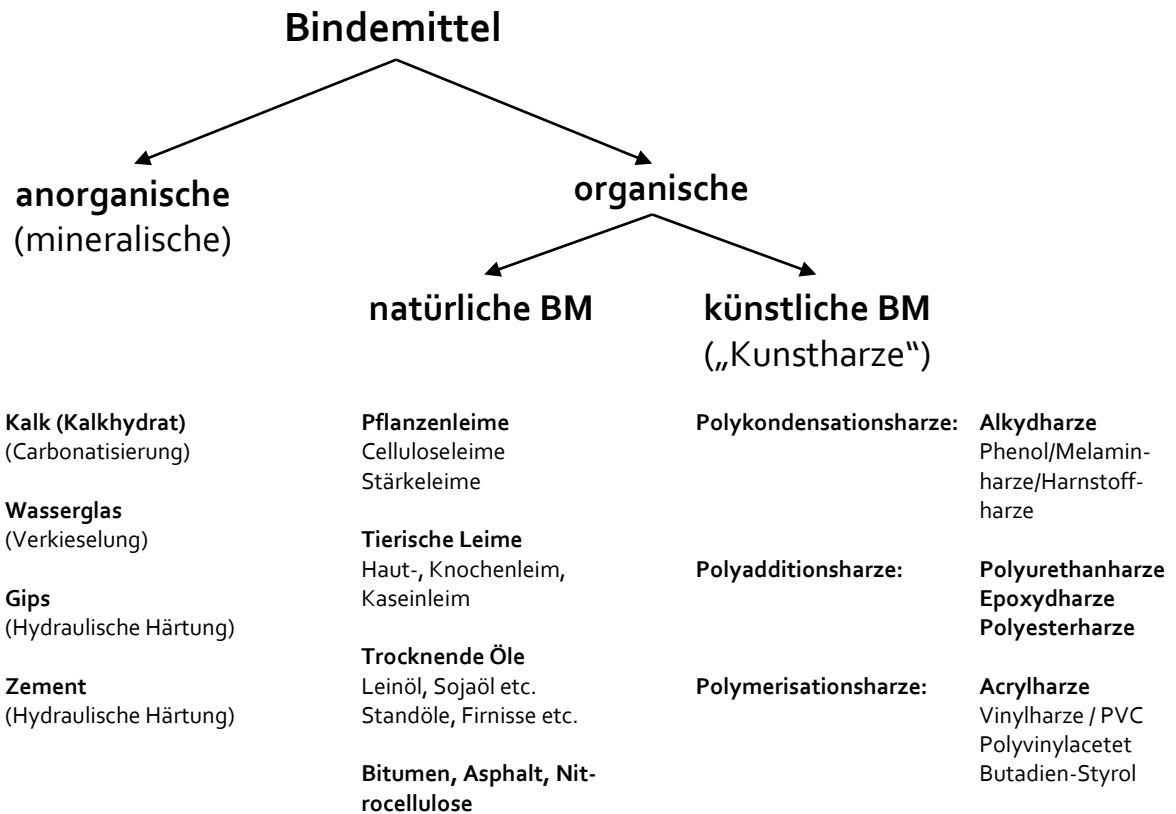 Bindemittel
anorganische
(mineralische)
organische
natürliche BM
künstliche BM
(„Kunstharze“)
Kalk (Kalkhydrat)
(Carbonatisierung)
Wasserglas
(Verkieselung)
Gips
(Hydraulische Härtung)
Zement
(Hydraulische Härtung)
Pflanzenleime
Celluloseleime
Stärkeleime
Tierische Leime
Haut-, Knochenleim,
Kaseinleim
Trocknende Öle
Leinöl, Sojaöl etc.
Standöle, Firnisse etc.
Bitumen, Asphalt, Nit-
rocellulose
Polykondensationsharze: Alkydharze
Phenol/Melamin-
harze/Harnstoff-
harze
Polyadditionsharze: Polyurethanharze
Epoxydharze
Polyesterharze
Polymerisationsharze: Acrylharze
Vinylharze / PVC
Polyvinylacetet
Butadien-Styrol